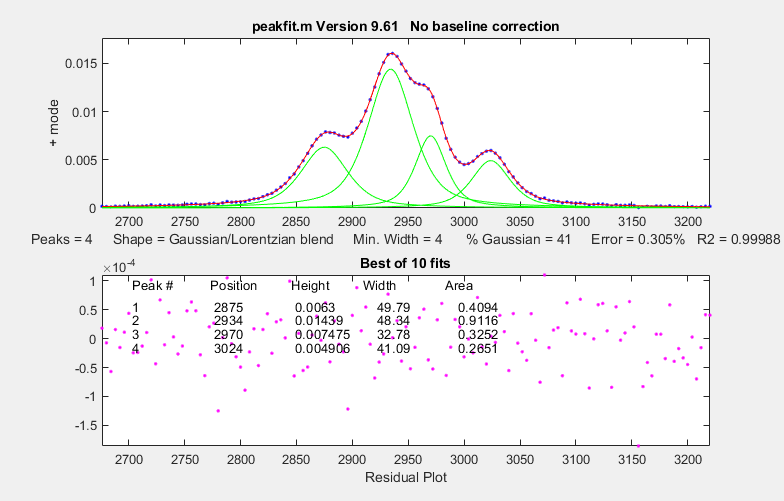 peakfit.m Version 9.61 No baseline correction
+ mode
0.015
0.01
0.005
0
2700 2750 2800 2850 2900 2950 3000 3050 3100 3150 3200
Peaks = 4 Shape = Gaussian/Lorentzian blend Min. Width = 4 % Gaussian = 41 Error = 0.305% R2 = 0.99988
Best of 10 fits
×10-4
1
0.5
0
-0.5
-1
-1.5
Peak # Position Height Width Area
1 2875 0.0063 49.79 0.4094
2 2934 0.01439 48.34 0.9116
3 2970 0.007475 32.78 0.3252
4 3024 0.004906 41.09 0.2651
2700 2750 2800 2850 2900 2950 3000 3050 3100 3150 3200
Residual Plot